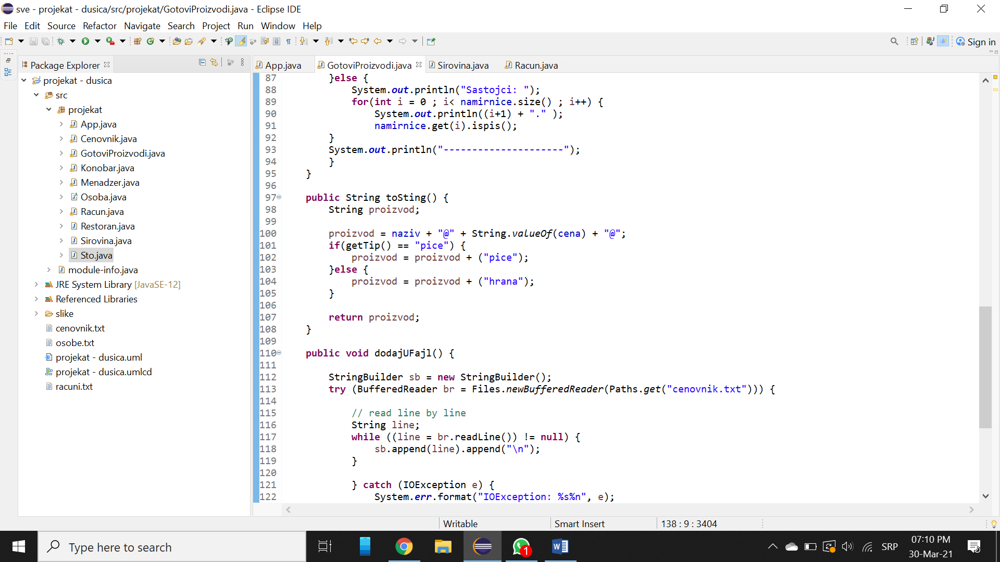 sve - projekat - dusica/src/projekat/GotoviProizvodi.java - Eclipse IDE
File Edit Source Refactor Navigate Search Project Run Window Help
Sign in
Package Explorer
App.java GotoviProizvodi.java Sirovina.java Racun.java
projekat - dusica
src
projekat
App.java
Cenovnik.java
GotoviProizvodi.java
Konobar.java
Menadzer.java
Osoba.java
Racun.java
Restoran.java
Sirovina.java
Sto.java
module-info.java
JRE System Library [JavaSE-12]
Referenced Libraries
slike
cenovnik.txt
osobe.txt
projekat - dusica.uml
projekat - dusica.umlcd
racuni.txt
87 }else {
88 System.out.println("Sastojci: ");
89 for(int i = 0 ; i< namirnice.size() ; i++) {
90 System.out.println((i+1) + "." );
91 namirnice.get(i).ispis();
92 }
93 System.out.println("---------------------");
94 }
95 }
96
97 public String toSting() {
98 String proizvod;
99
100 proizvod = naziv + "@" + String.valueOf(cena) + "@";
101 if(getTip() == "pice") {
102 proizvod = proizvod + ("pice");
103 }else {
104 proizvod = proizvod + ("hrana");
105 }
106
107 return proizvod;
108 }
109
110 public void dodajUFajl() {
111
112 StringBuilder sb = new StringBuilder();
113 try (BufferedReader br = Files.newBufferedReader(Paths.get("cenovnik.txt"))) {
114
115 // read line by line
116 String line;
117 while ((line = br.readLine()) != null) {
118 sb.append(line).append("\n");
119 }
120
121 } catch (IOException e) {
122 System.err.format("IOException: %s%n", e);
Writable Smart Insert 138 : 9 : 3404
Type here to search
1
SRP
07:10 PM
30-Mar-21